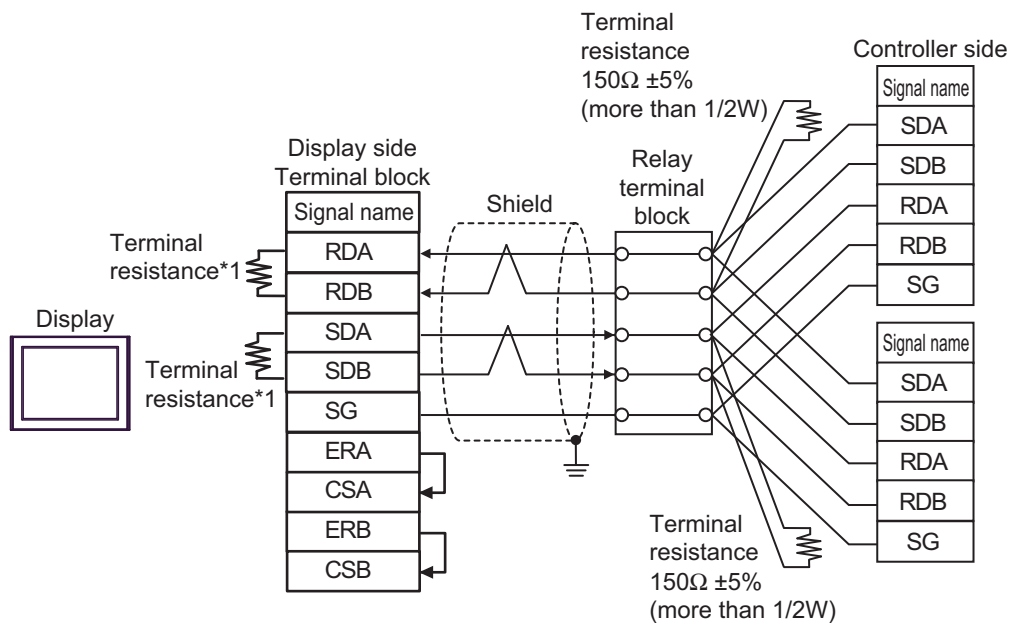 Terminal
resistance
150Ω ±5%
(more than 1/2W)
Controller side
Signal name
SDA
SDB
RDA
RDB
SG
Display side
Terminal block
Signal name
RDA
RDB
SDA
SDB
SG
ERA
CSA
ERB
CSB
Shield
Relay
terminal
block
Terminal
resistance*1
Display
Terminal
resistance*1
Signal name
SDA
SDB
RDA
RDB
SG
Terminal
resistance
150Ω ±5%
(more than 1/2W)